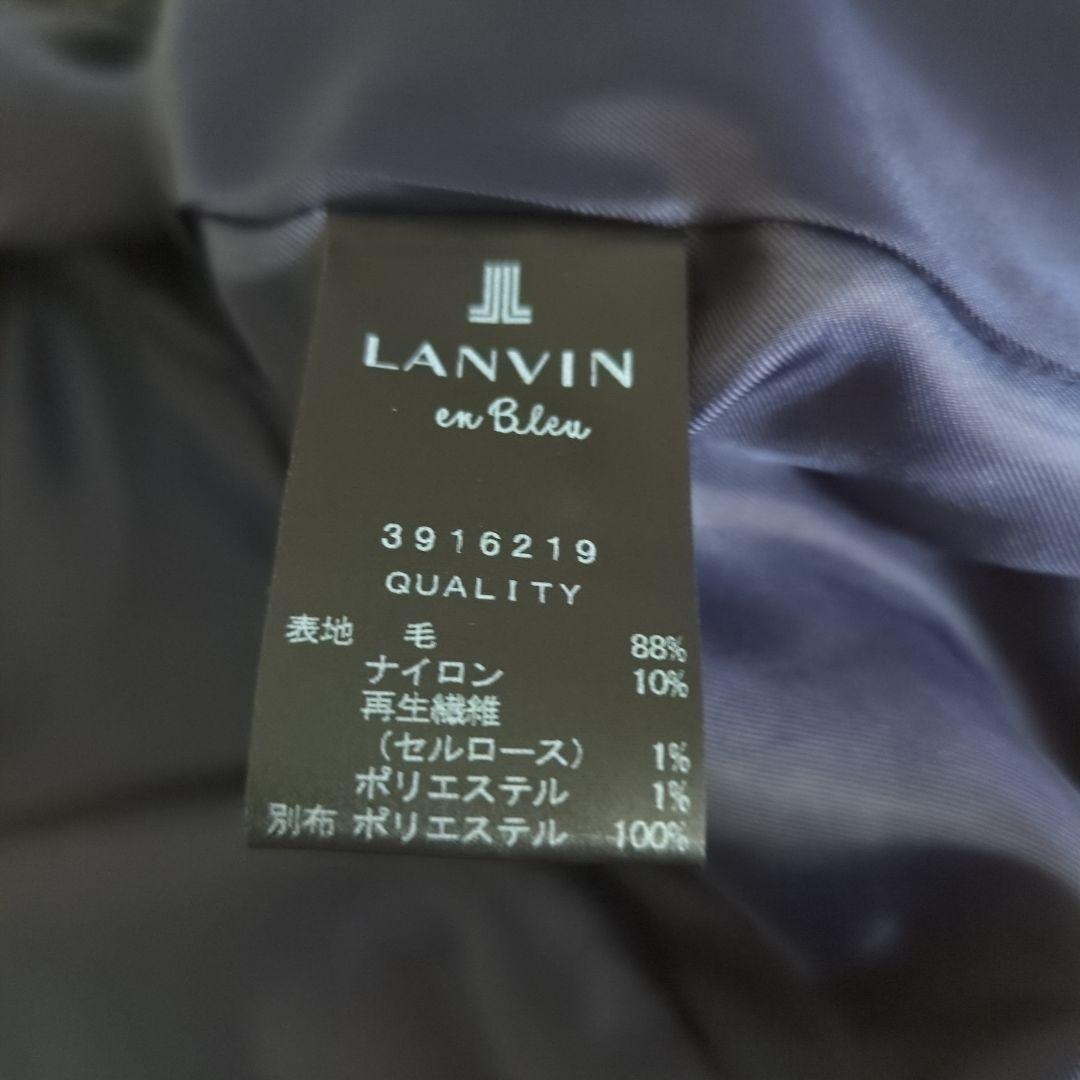 JL
LANVIN
en Bleu
3916219
QUALITY
表地 毛 88%
ナイロン 10%
再生繊維
(セルロース) 1%
ポリエステル 1%
別布 ポリエステル 100%